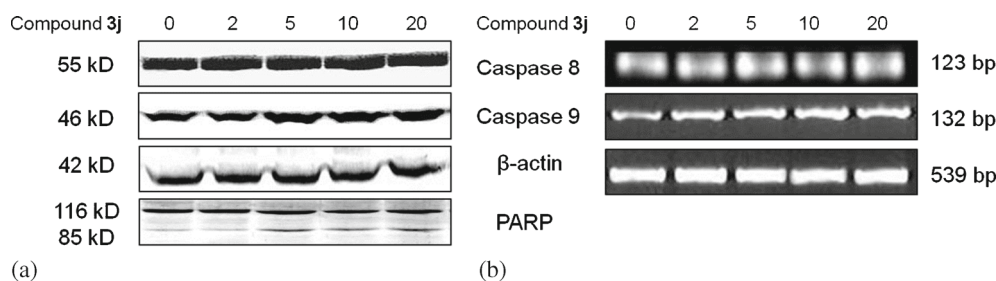 Compound 3j 0 2 5 10 20
55 kD
46 kD
42 kD
116 kD
85 kD
(a)
Compound 3j 0 2 5 10 20
Caspase 8 123 bp
Caspase 9 132 bp
β-actin 539 bp
PARP
(b)